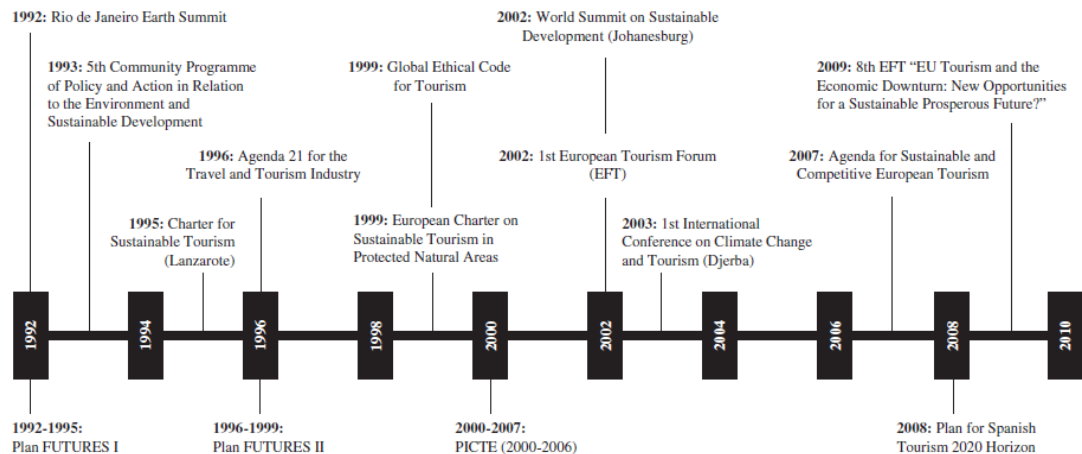 1992: Rio de Janeiro Earth Summit
2002: World Summit on Sustainable
Development (Johanesburg)
1993: 5th Community Programme
of Policy and Action in Relation
to the Environment and
Sustainable Development
1999: Global Ethical Code
for Tourism
2009: 8th EFT “EU Tourism and the
Economic Downturn: New Opportunities
for a Sustainable Prosperous Future?”
1996: Agenda 21 for the
Travel and Tourism Industry
2002: 1st European Tourism Forum
(EFT)
2007: Agenda for Sustainable and
Competitive European Tourism
1995: Charter for
Sustainable Tourism
(Lanzarote)
1999: European Charter on
Sustainable Tourism in
Protected Natural Areas
2003: 1st International
Conference on Climate Change
and Tourism (Djerba)
1992
1994
1996
1998
2000
2002
2004
2006
2008
2010
1992-1995:
Plan FUTURES I
1996-1999:
Plan FUTURES II
2000-2007:
PICTE (2000-2006)
2008: Plan for Spanish
Tourism 2020 Horizon